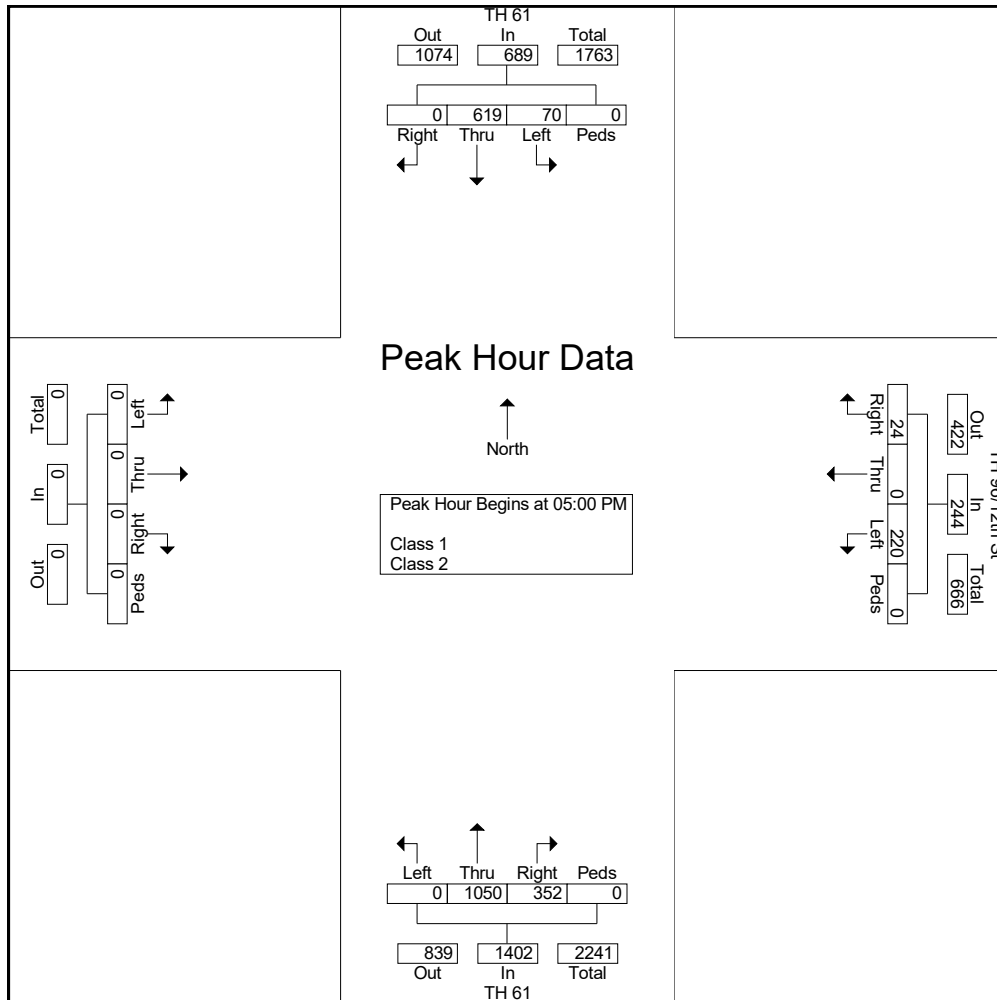 TH 61
Out In Total
1074 689 1763
0 619 70 0
Right Thru Left Peds
Peak Hour Data
North
Peak Hour Begins at 05:00 PM
Class 1
Class 2
Total In Out
0 0 0
0 0 0 0
Left Thru Right Peds
Right Thru Left Peds
24 0 220 0
Out In Total
422 244 666
Left Thru Right Peds
0 1050 352 0
839 1402 2241
Out In Total
TH 61